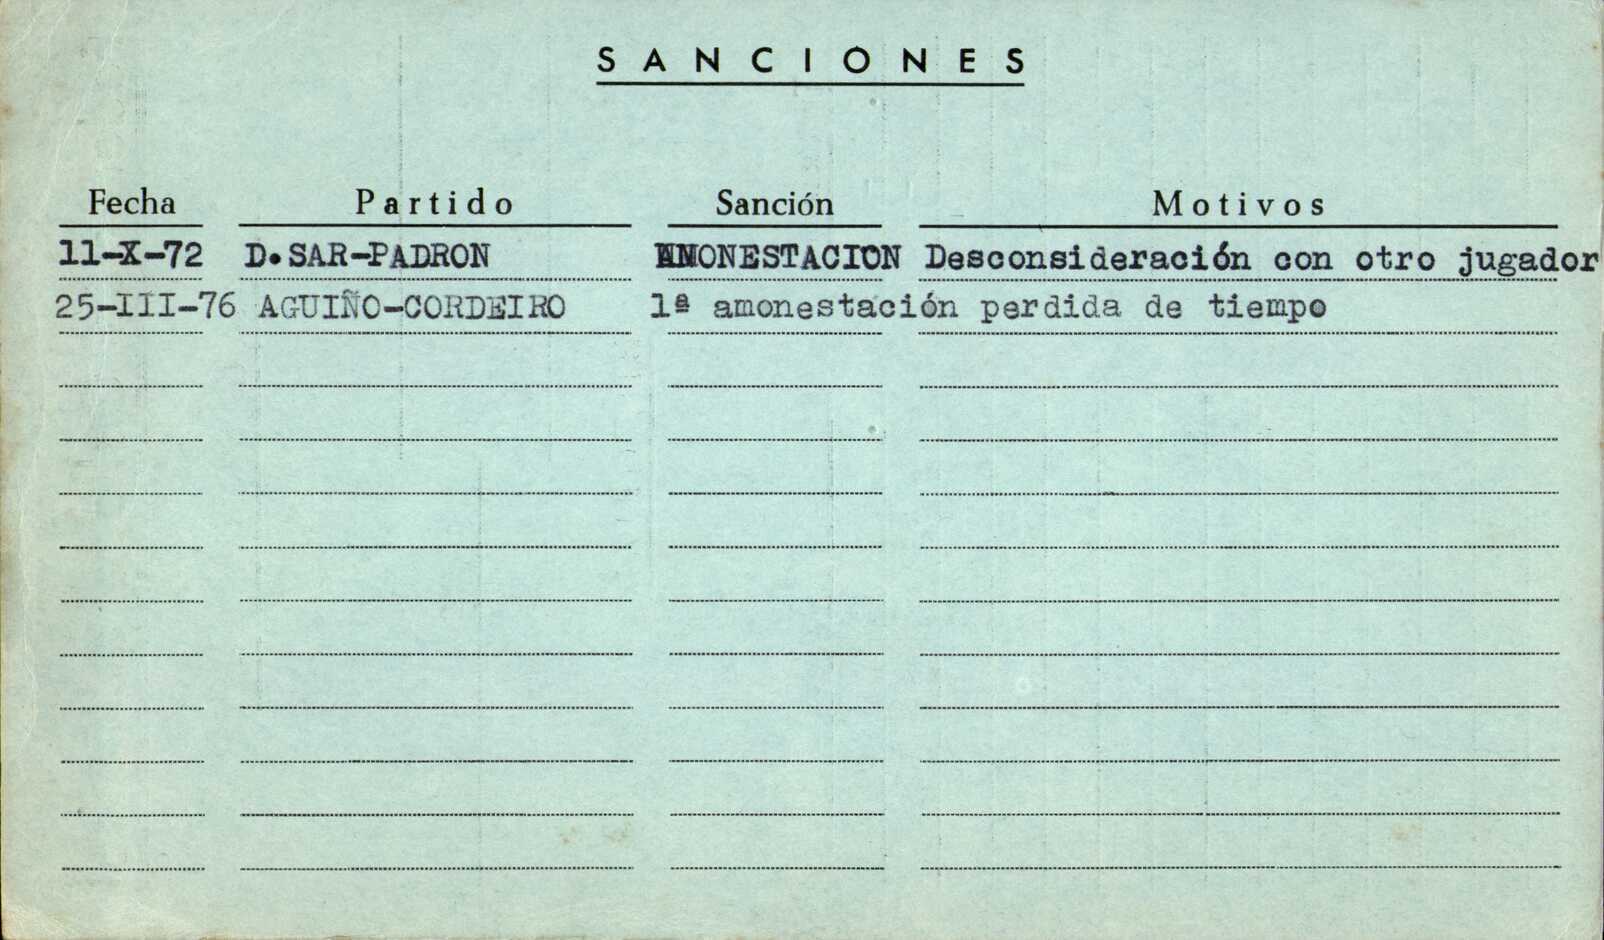 SANCIONES
Fecha Partido Sanción Motivos
11-X-72 D.SAR-PADRON AMONESTACION Desconsideración con otro jugador
25-III-76 AGUIÑO-CORDEIRO 1ª amonestación perdida de tiempo